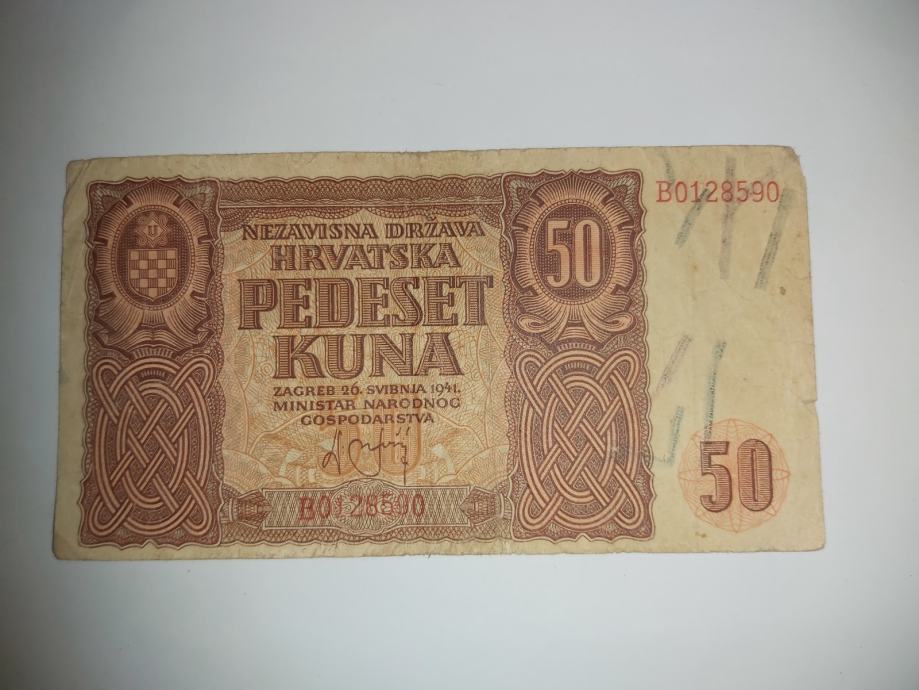 B0128590
U
NEZAVISNA DRŽAVA
HRVATSKA
50
PEDESET
KUNA
ZAGREB 26. SVIBNJA 1941.
MINISTAR NARODNOG
GOSPODARSTVA
50
B0128590